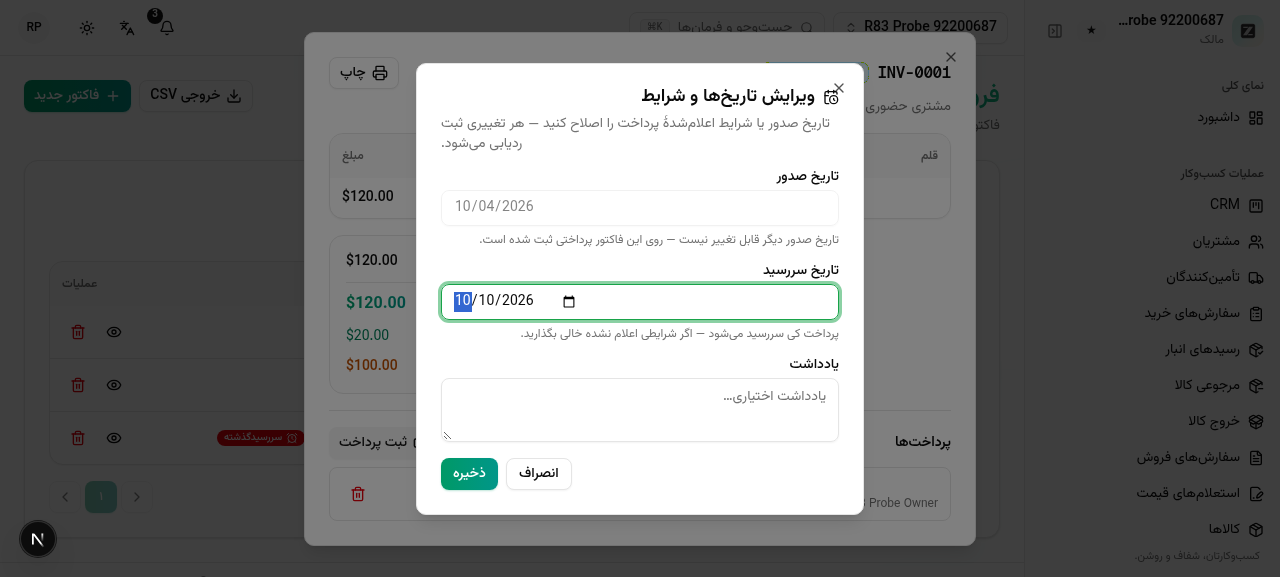 R83 Probe 92200687
…robe 92200687
مالک
جست‌وجو و فرمان‌ها
⌘K
3
RP
نمای کلی
داشبورد
عملیات کسب‌وکار
CRM
مشتریان
تأمین‌کنندگان
سفارش‌های خرید
رسیدهای انبار
مرجوعی کالا
خروج کالا
سفارش‌های فروش
استعلام‌های قیمت
کالاها
کسب‌وکارتان، شفاف و روشن.
خروجی CSV
فاکتور جدید
عملیات
سررسیدگذشته
۱
INV-0001
چاپ
مشتری حضوری
قلم
مبلغ
$120.00
$120.00
$120.00
$20.00
$100.00
پرداخت‌ها
ثبت پرداخت
Probe Owner
ویرایش تاریخ‌ها و شرایط
تاریخ صدور یا شرایط اعلام‌شدهٔ پرداخت را اصلاح کنید — هر تغییری ثبت
ردیابی می‌شود.
تاریخ صدور
10/04/2026
تاریخ صدور دیگر قابل تغییر نیست — روی این فاکتور پرداختی ثبت شده است.
تاریخ سررسید
10/10/2026
پرداخت کی سررسید می‌شود — اگر شرایطی اعلام نشده خالی بگذارید.
یادداشت
یادداشت اختیاری…
انصراف
ذخیره
N